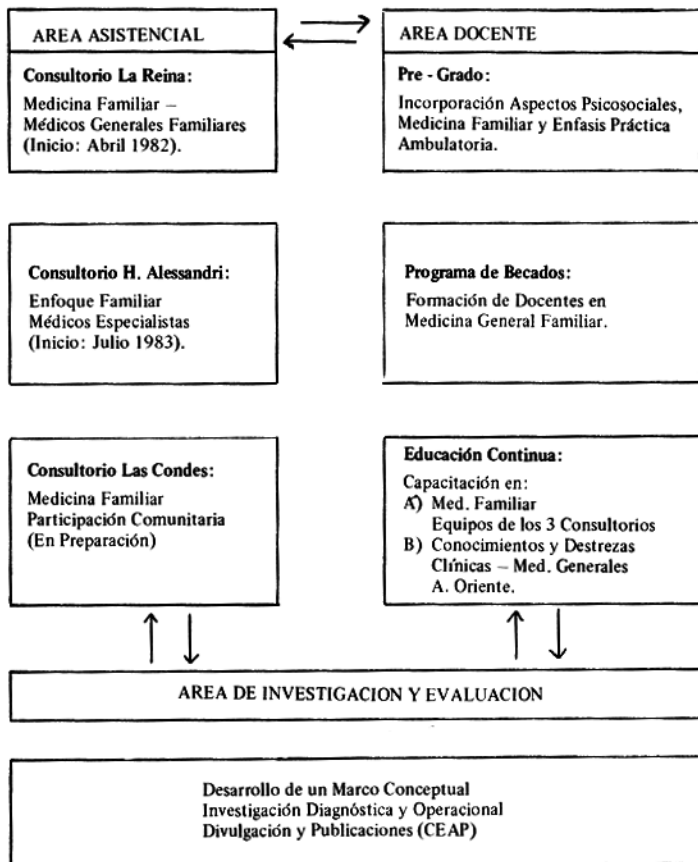 AREA ASISTENCIAL
Consultorio La Reina:
Medicina Familiar –
Médicos Generales Familiares
(Inicio: Abril 1982).
Consultorio H. Alessandri:
Enfoque Familiar
Médicos Especialistas
(Inicio: Julio 1983).
Consultorio Las Condes:
Medicina Familiar
Participación Comunitaria
(En Preparación)
AREA DOCENTE
Pre - Grado:
Incorporación Aspectos Psicosociales,
Medicina Familiar y Enfasis Práctica
Ambulatoria.
Programa de Becados:
Formación de Docentes en
Medicina General Familiar.
Educación Continua:
Capacitación en:
A) Med. Familiar
Equipos de los 3 Consultorios
B) Conocimientos y Destrezas
Clínicas – Med. Generales
A. Oriente.
AREA DE INVESTIGACION Y EVALUACION
Desarrollo de un Marco Conceptual
Investigación Diagnóstica y Operacional
Divulgación y Publicaciones (CEAP)